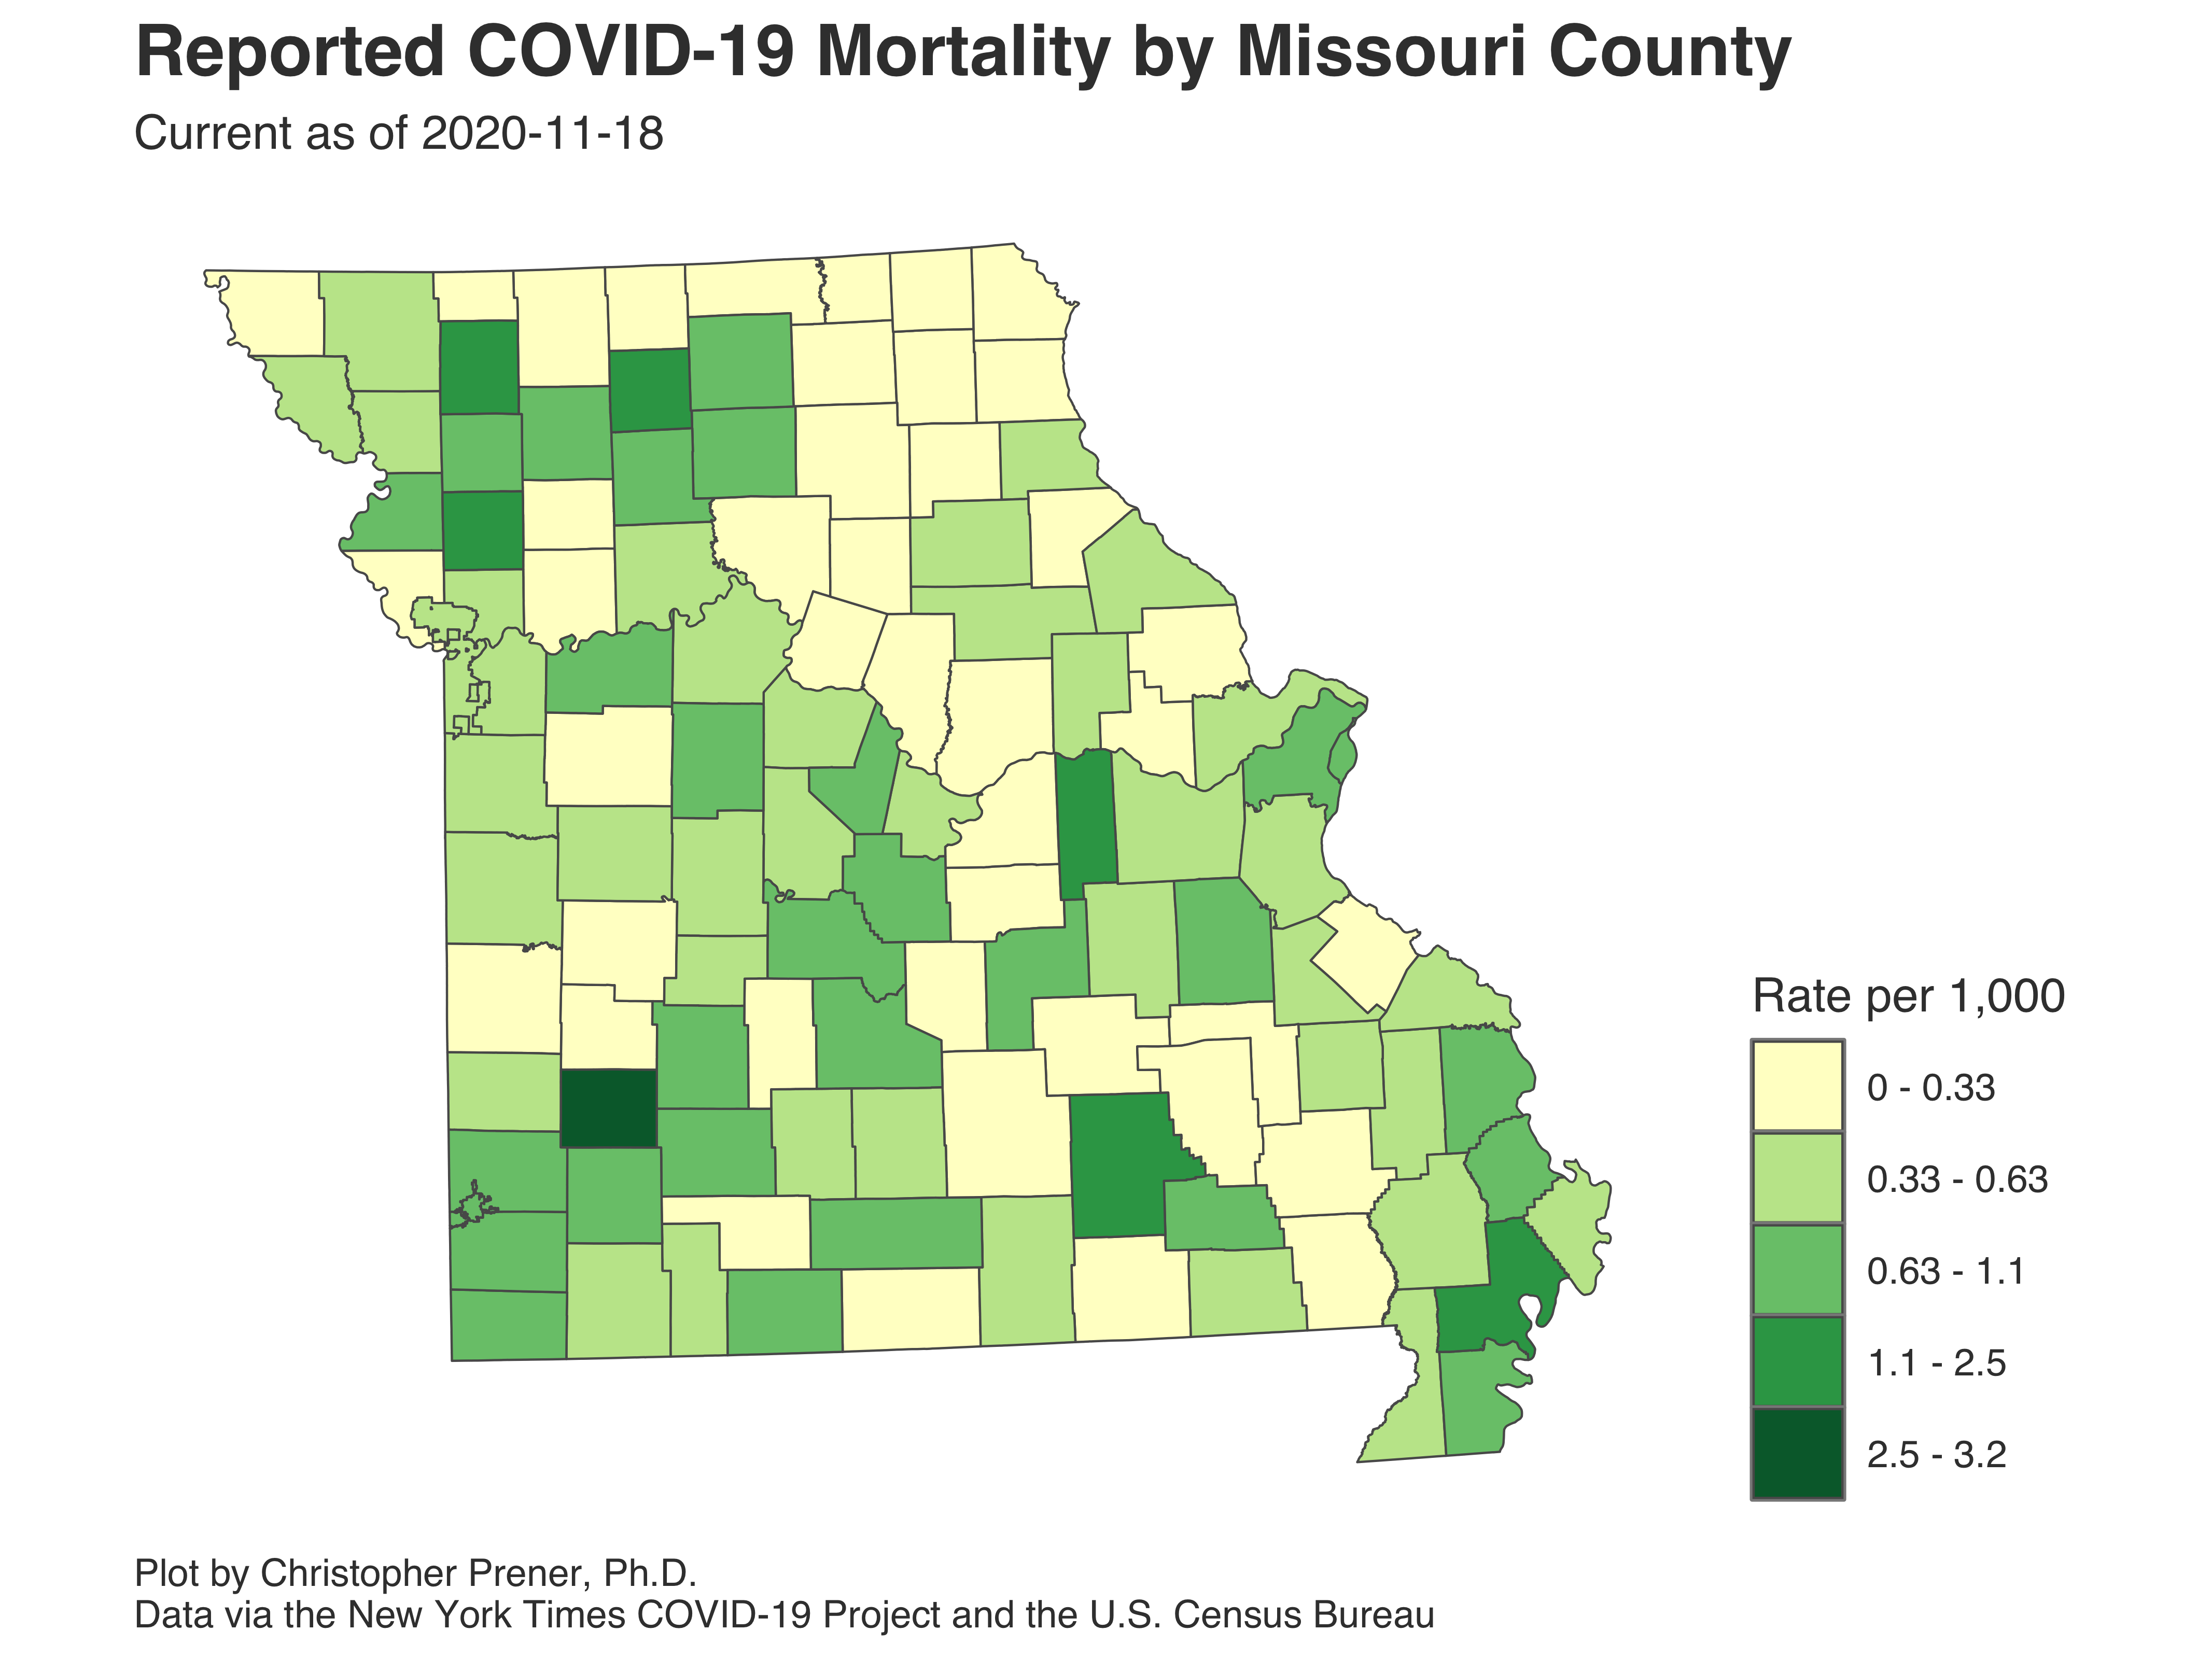 Reported COVID-19 Mortality by Missouri County
Current as of 2020-11-18
Rate per 1,000
0 - 0.33
0.33 - 0.63
0.63 - 1.1
1.1 - 2.5
2.5 - 3.2
Plot by Christopher Prener, Ph.D.
Data via the New York Times COVID-19 Project and the U.S. Census Bureau